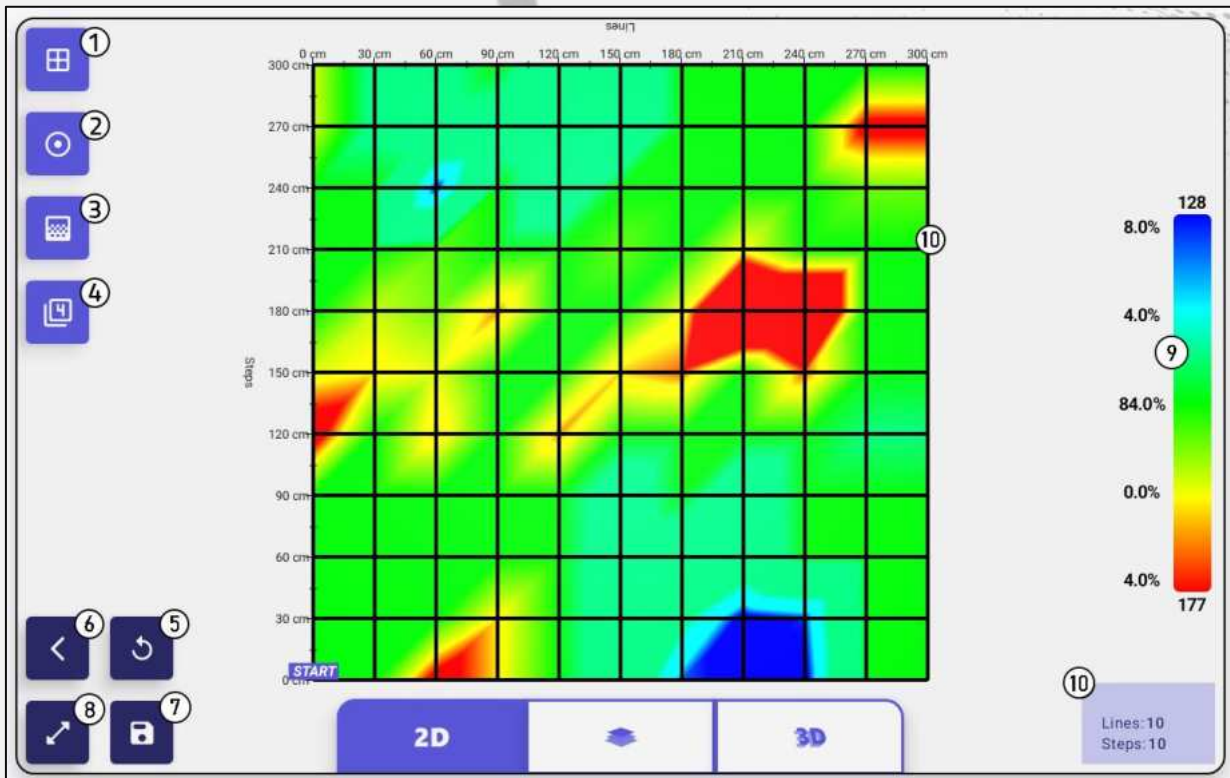 Lines
0 cm 30 cm 60 cm 90 cm 120 cm 150 cm 180 cm 210 cm 240 cm 270 cm 300 cm
300 cm
270 cm
240 cm
210 cm
180 cm
150 cm
120 cm
90 cm
60 cm
30 cm
0 cm
Steps
START
1
2
3
4
4
6 5
8 7
10
128
8.0%
4.0%
9
84.0%
0.0%
4.0%
177
10
Lines:10
Steps:10
2D
3D